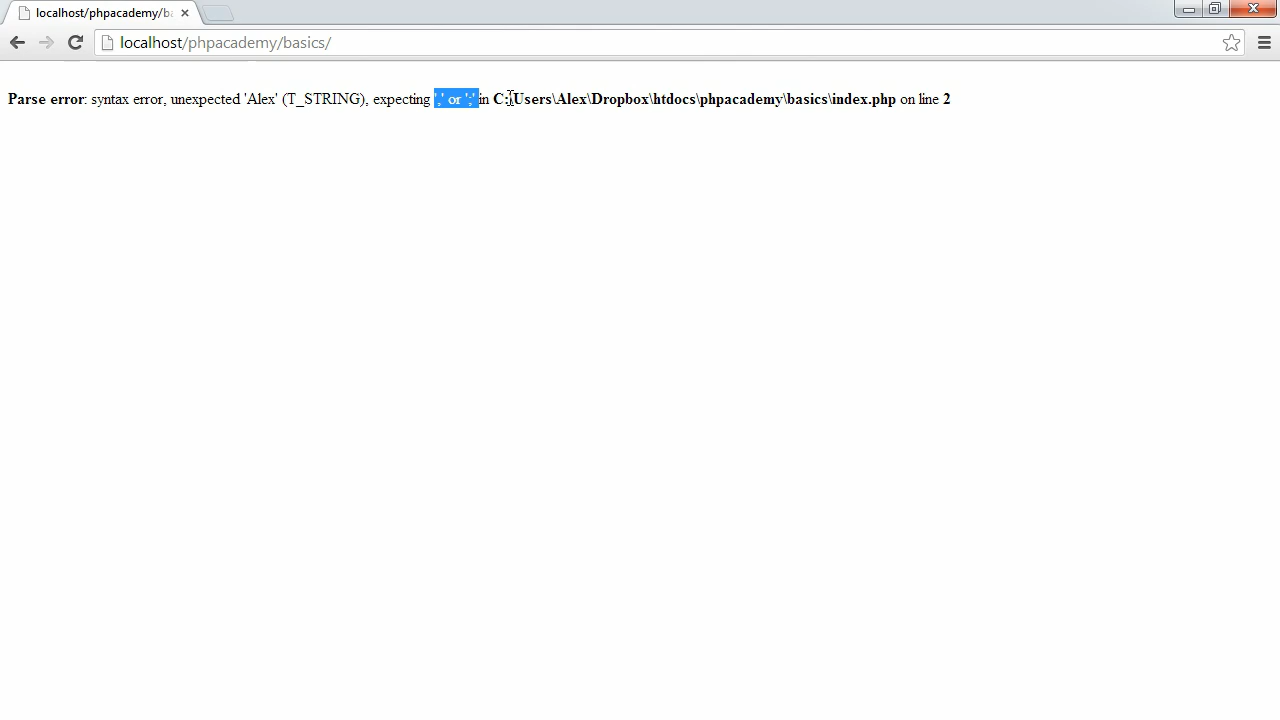 localhost/phpacademy/ba
localhost/phpacademy/basics/
Parse error: syntax error, unexpected 'Alex' (T_STRING), expecting ',' or ';' in C:\Users\Alex\Dropbox\htdocs\phpacademy\basics\index.php on line 2